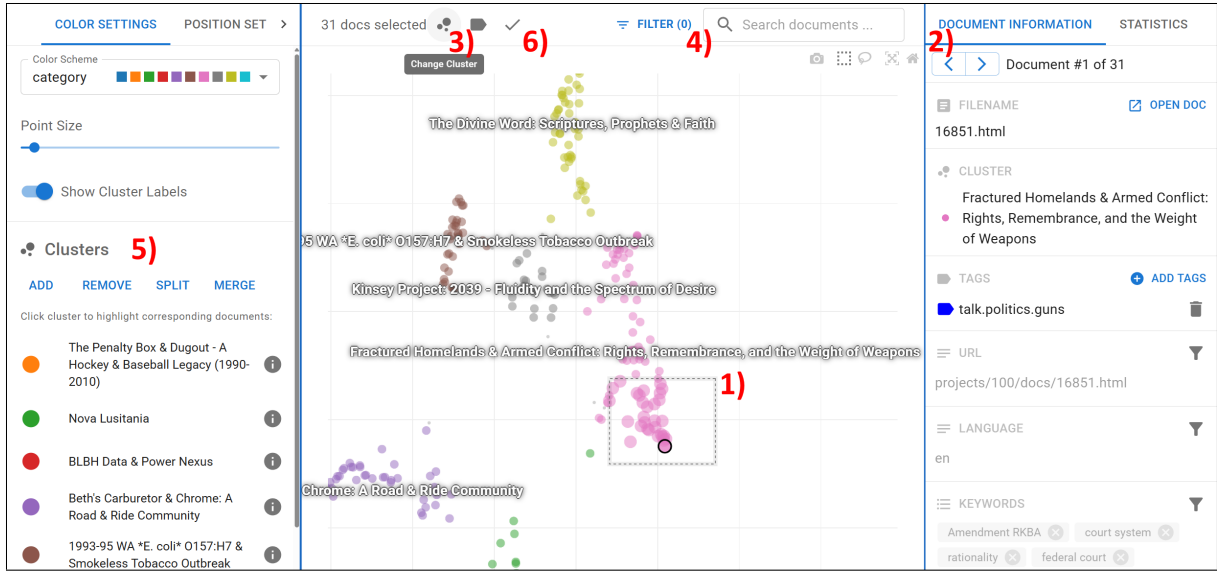 COLOR SETTINGS
POSITION SET
Color Scheme
category
Point Size
Show Cluster Labels
Clusters
5)
ADD
REMOVE
SPLIT
MERGE
Click cluster to highlight corresponding documents:
The Penalty Box & Dugout - A
Hockey & Baseball Legacy (1990-
2010)
Nova Lusitania
BLBH Data & Power Nexus
Beth's Carburetor & Chrome: A
Road & Ride Community
1993-95 WA *E. coli* O157:H7 &
Smokeless Tobacco Outbreak
31 docs selected
3)
6)
Change Cluster
FILTER (0)
4)
Search documents ...
The Divine Word: Scriptures, Prophets & Faith
95 WA *E. coli* O157:H7 & Smokeless Tobacco Outbreak
Kinsey Project: 2039 - Fluidity and the Spectrum of Desire
Fractured Homelands & Armed Conflict: Rights, Remembrance, and the Weight of Weapons
1)
Chrome: A Road & Ride Community
DOCUMENT INFORMATION
STATISTICS
2)
Document #1 of 31
FILENAME
OPEN DOC
16851.html
CLUSTER
Fractured Homelands & Armed Conflict:
Rights, Remembrance, and the Weight
of Weapons
TAGS
ADD TAGS
talk.politics.guns
URL
projects/100/docs/16851.html
LANGUAGE
en
KEYWORDS
Amendment RKBA
court system
rationality
federal court